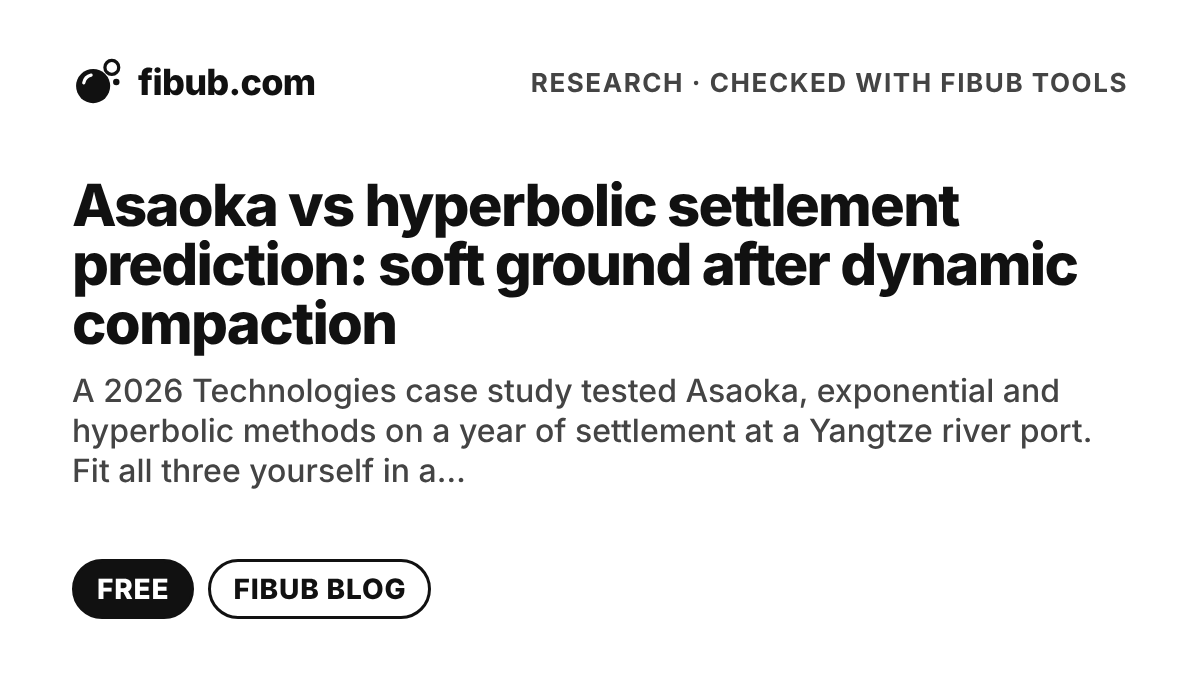 fibub.com
RESEARCH · CHECKED WITH FIBUB TOOLS
Asaoka vs hyperbolic settlement
prediction: soft ground after dynamic
compaction
A 2026 Technologies case study tested Asaoka, exponential and
hyperbolic methods on a year of settlement at a Yangtze river port.
Fit all three yourself in a...
FREE
FIBUB BLOG